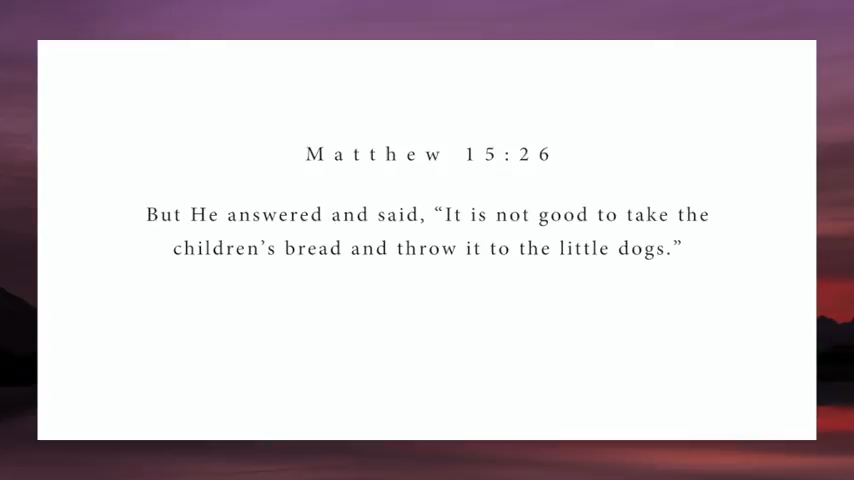 Matthew 15:26
But He answered and said, “It is not good to take the
children’s bread and throw it to the little dogs.”